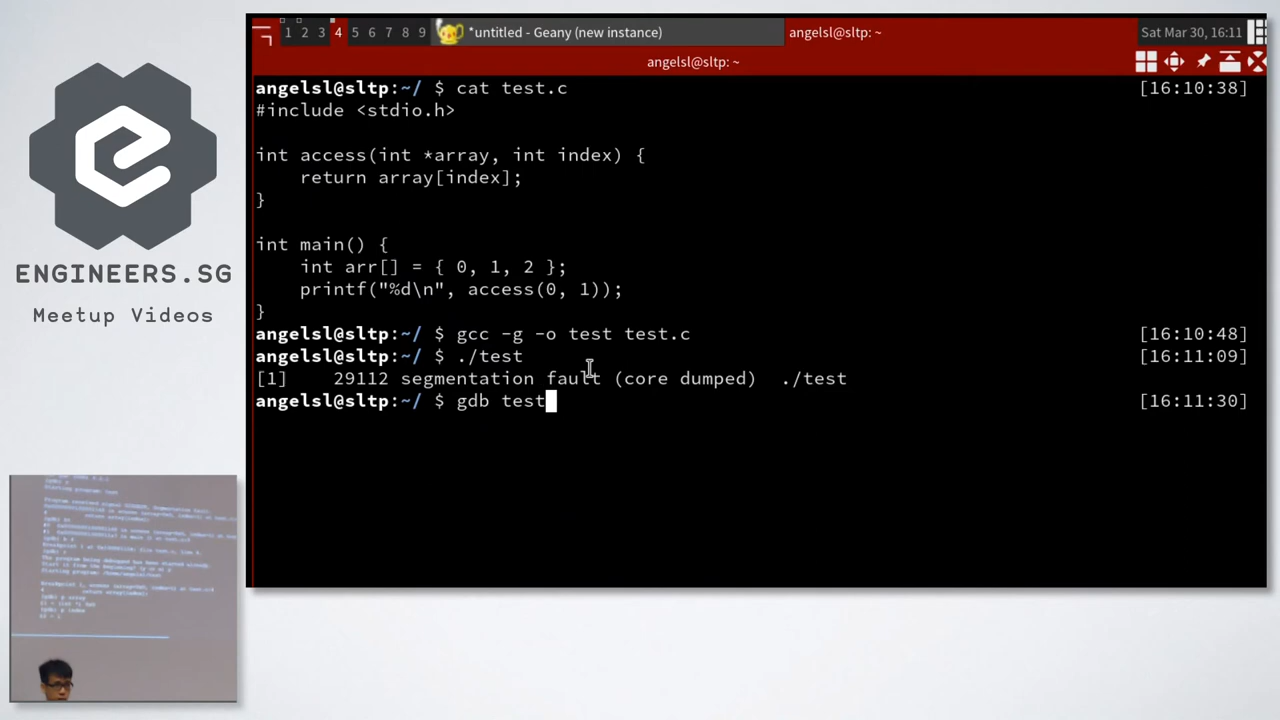 1 2 3 4 5 6 7 8 9 *untitled - Geany (new instance) angelsl@sltp: ~ Sat Mar 30, 16:11
angelsl@sltp: ~
angelsl@sltp:~/ $ cat test.c [16:10:38]
#include <stdio.h>
int access(int *array, int index) {
return array[index];
}
int main() {
int arr[] = { 0, 1, 2 };
printf("%d\n", access(0, 1));
}
angelsl@sltp:~/ $ gcc -g -o test test.c [16:10:48]
angelsl@sltp:~/ $ ./test [16:11:09]
[1] 29112 segmentation fault (core dumped) ./test
angelsl@sltp:~/ $ gdb test [16:11:30]
ENGINEERS.SG
Meetup Videos